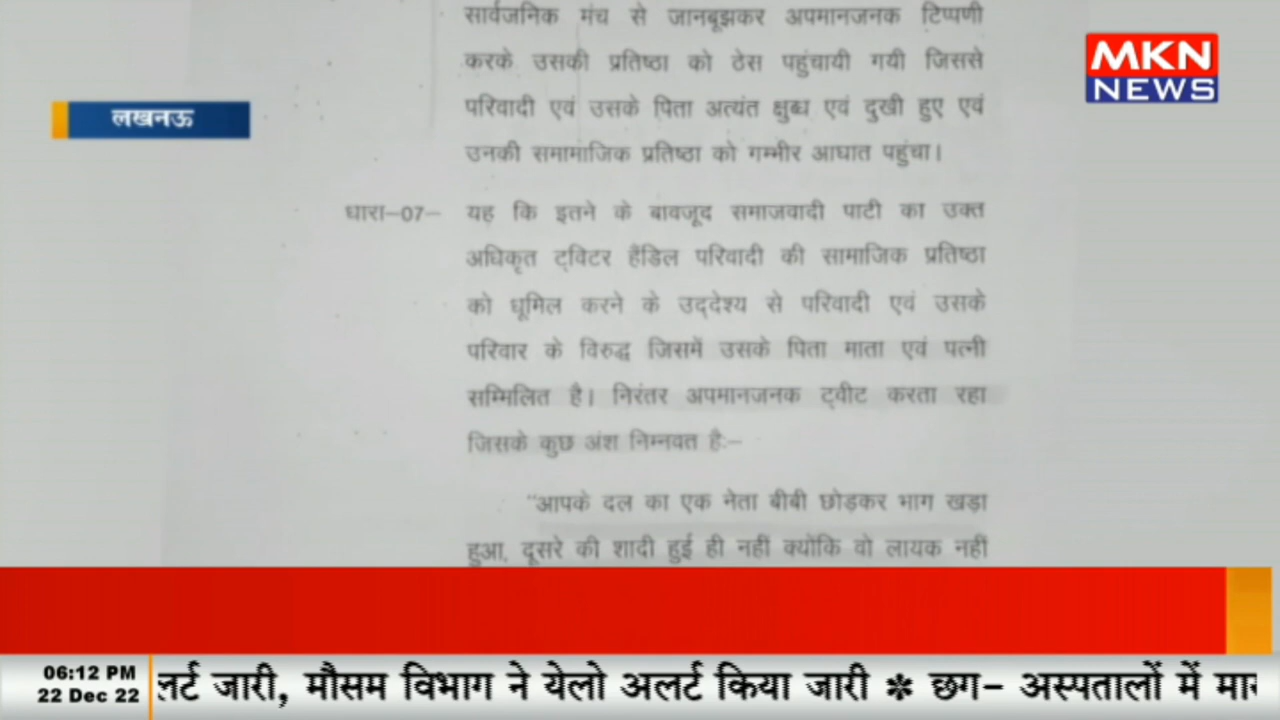 सार्वजनिक मंच से जानबूझकर अपमानजनक टिप्पणी
करके उसकी प्रतिष्ठा को ठेस पहुंचायी गयी जिससे
परिवादी एवं उसके पिता अत्यंत क्षुब्ध एवं दुखी हुए एवं
उनकी समामाजिक प्रतिष्ठा को गम्भीर आघात पहुंचा।
MKN
NEWS
लखनऊ
धारा-07- यह कि इतने के बावजूद समाजवादी पाटी का उक्त
अधिकृत ट्विटर हैंडिल परिवादी की सामाजिक प्रतिष्ठा
को धूमिल करने के उद्देश्य से परिवादी एवं उसके
परिवार के विरुद्ध जिसमें उसके पिता माता एवं पत्नी
सम्मिलित है। निरंतर अपमानजनक ट्वीट करता रहा
जिसके कुछ अंश निम्नवत है:-
"आपके दल का एक नेता बीबी छोड़कर भाग खड़ा
हुआ, दूसरे की शादी हुई ही नहीं क्योंकि वो लायक नहीं
06:12 PM
22 Dec 22
लर्ट जारी, मौसम विभाग ने येलो अलर्ट किया जारी * छग- अस्पतालों में